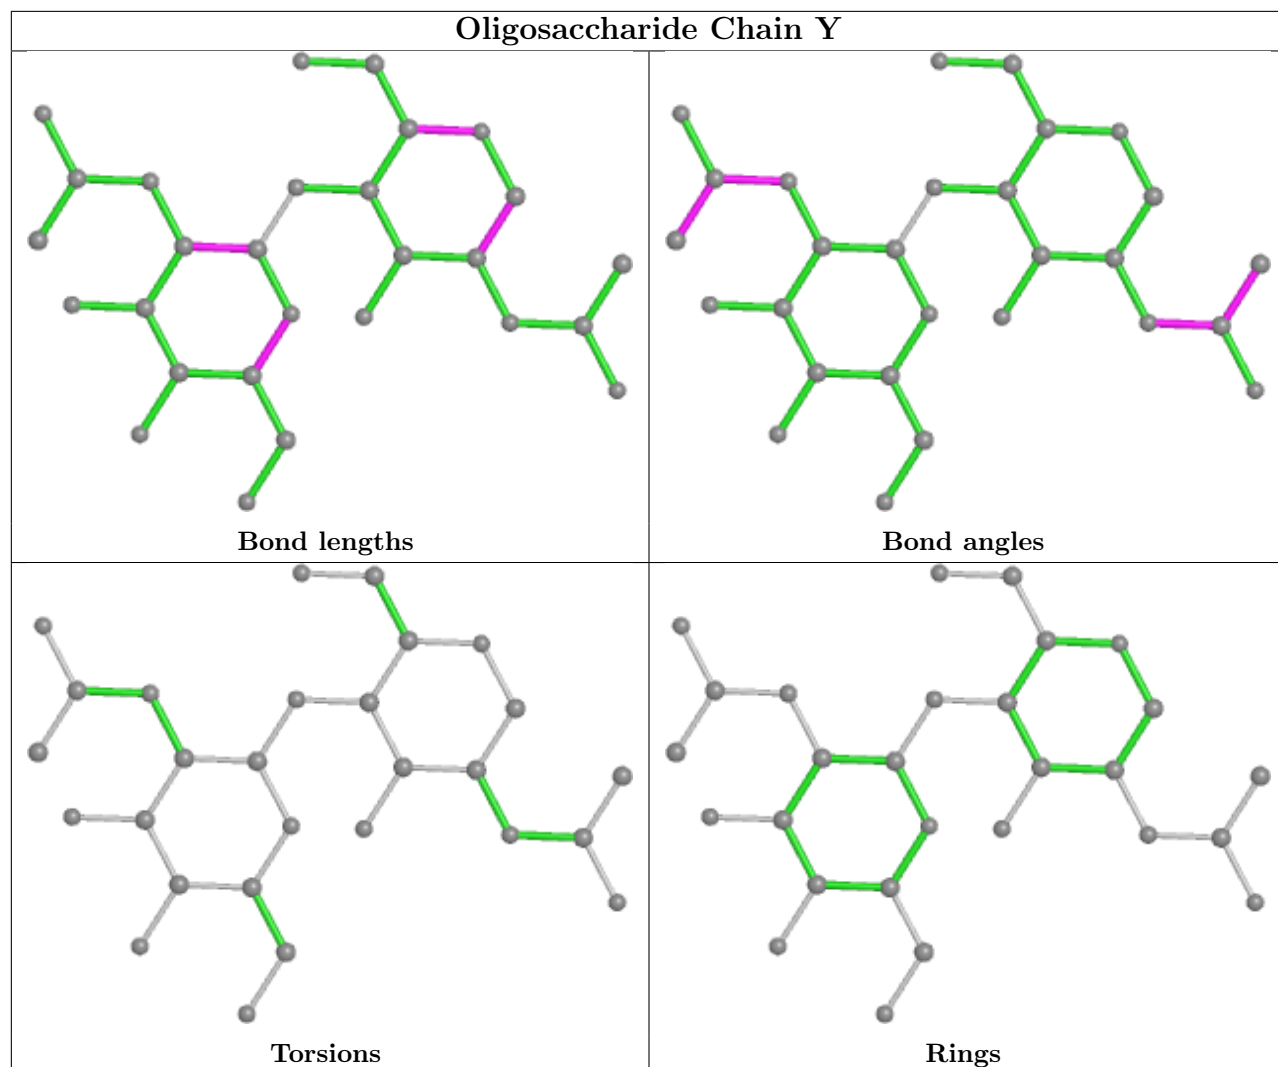 Oligosaccharide Chain Y
Bond lengths
Bond angles
Torsions
Rings